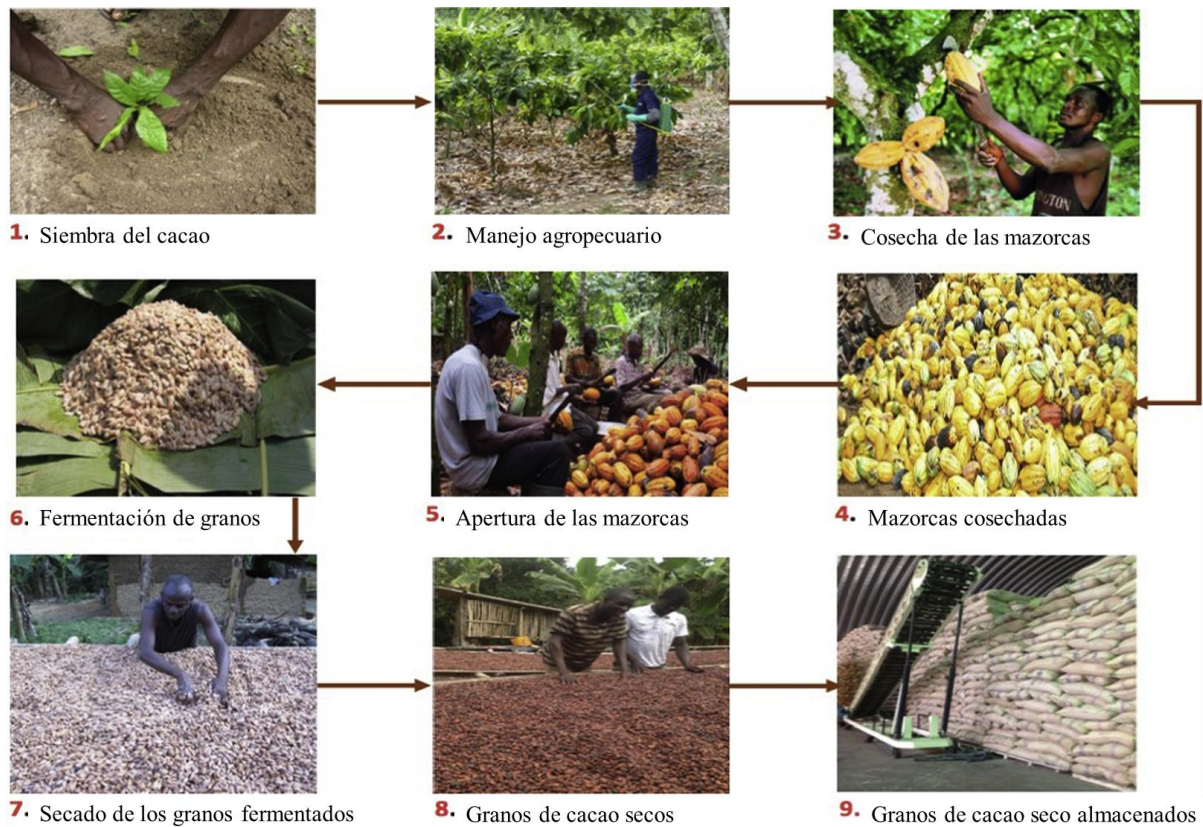 1. Siembra del cacao
2. Manejo agropecuario
3. Cosecha de las mazorcas
6. Fermentación de granos
5. Apertura de las mazorcas
4. Mazorcas cosechadas
7. Secado de los granos fermentados
8. Granos de cacao secos
9. Granos de cacao seco almacenados